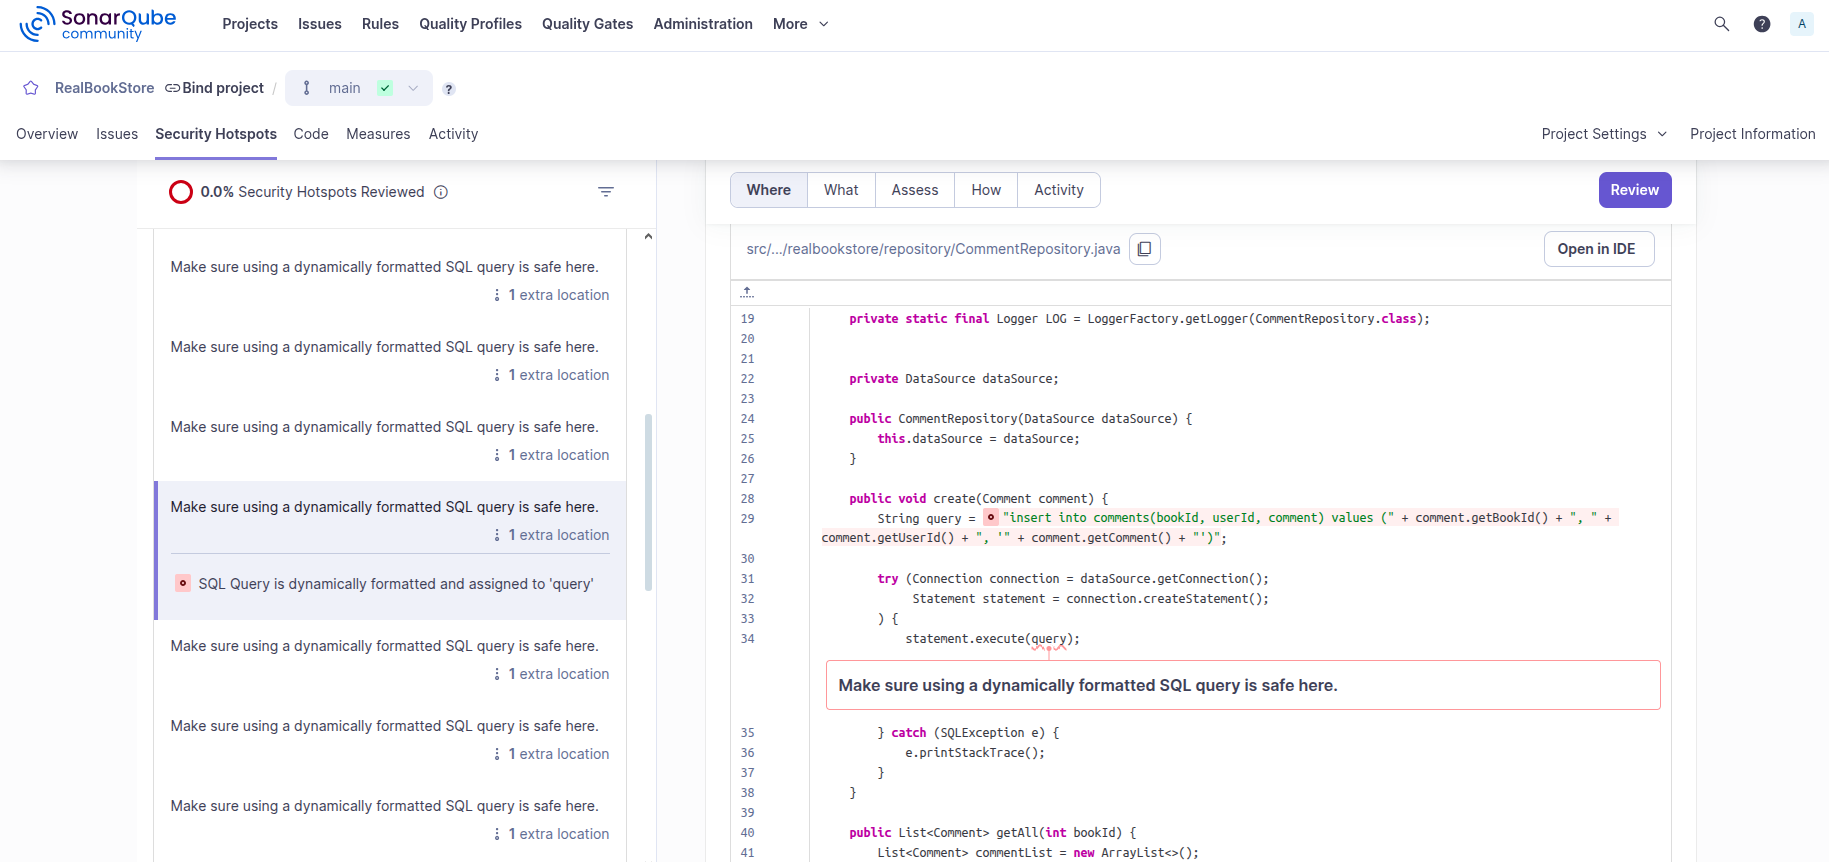 SonarQube
community
Projects Issues Rules Quality Profiles Quality Gates Administration More
? A
RealBookStore Bind project / main ?
Overview Issues Security Hotspots Code Measures Activity
Project Settings Project Information
0.0% Security Hotspots Reviewed
Make sure using a dynamically formatted SQL query is safe here.
1 extra location
Make sure using a dynamically formatted SQL query is safe here.
1 extra location
Make sure using a dynamically formatted SQL query is safe here.
1 extra location
Make sure using a dynamically formatted SQL query is safe here.
1 extra location
SQL Query is dynamically formatted and assigned to 'query'
Make sure using a dynamically formatted SQL query is safe here.
1 extra location
Make sure using a dynamically formatted SQL query is safe here.
1 extra location
Make sure using a dynamically formatted SQL query is safe here.
1 extra location
Where What Assess How Activity
Review
src/.../realbookstore/repository/CommentRepository.java
Open in IDE
19 private static final Logger LOG = LoggerFactory.getLogger(CommentRepository.class);
20
21
22 private DataSource dataSource;
23
24 public CommentRepository(DataSource dataSource) {
25 this.dataSource = dataSource;
26 }
27
28 public void create(Comment comment) {
29 String query = "insert into comments(bookId, userId, comment) values (" + comment.getBookId() + ", " +
comment.getUserId() + ", '" + comment.getComment() + "')";
30
31 try (Connection connection = dataSource.getConnection();
32 Statement statement = connection.createStatement();
33 ) {
34 statement.execute(query);
Make sure using a dynamically formatted SQL query is safe here.
35 } catch (SQLException e) {
36 e.printStackTrace();
37 }
38 }
39
40 public List<Comment> getAll(int bookId) {
41 List<Comment> commentList = new ArrayList<>();